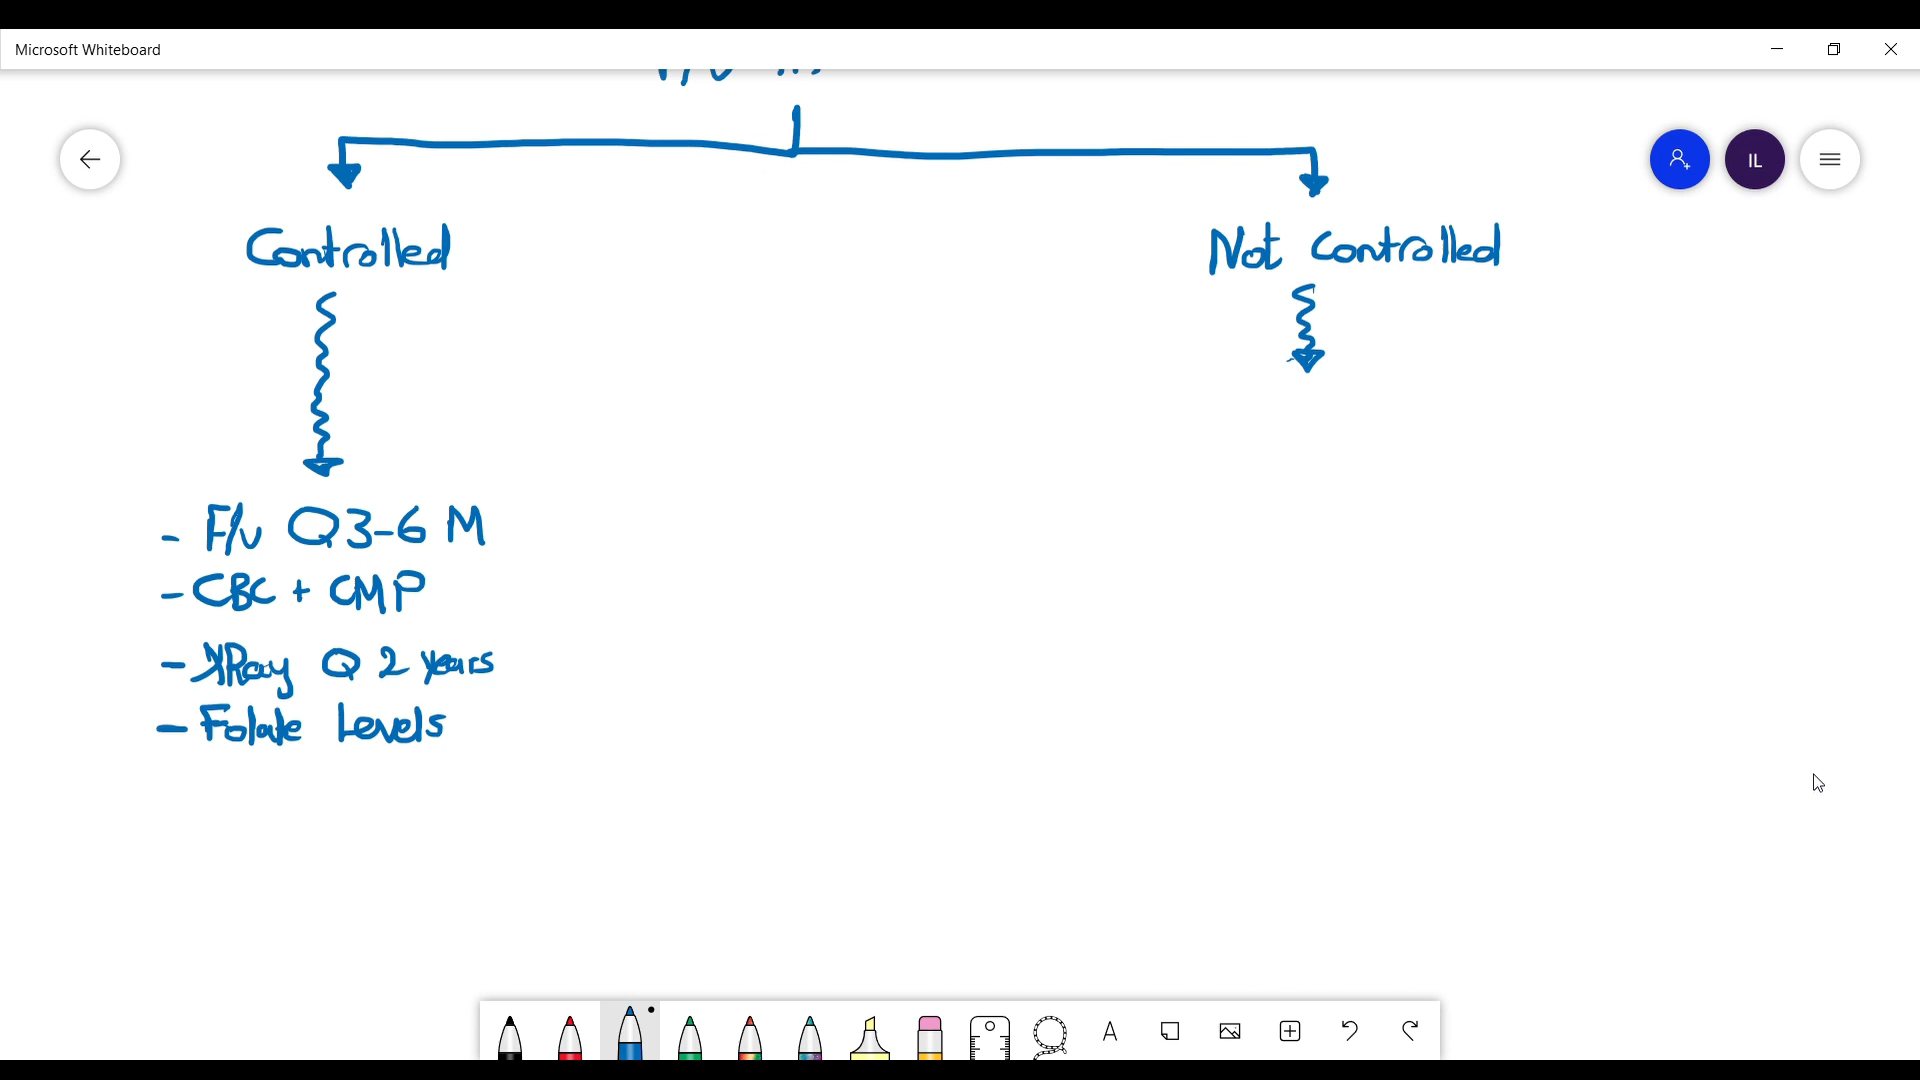 Microsoft Whiteboard
IL
Controlled
Not Controlled
- F/u Q3-6 M
- CBC + CMP
- XRay Q 2 years
- Folate Levels
A